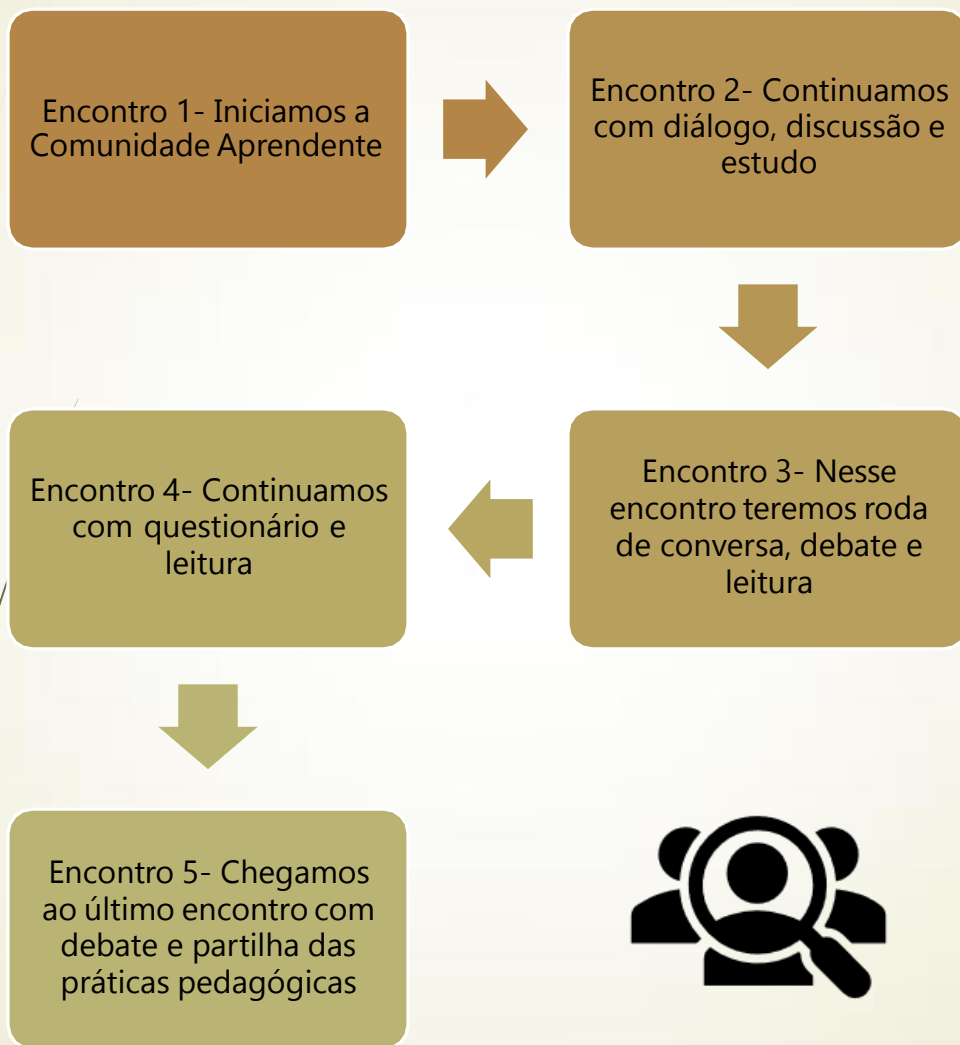 Encontro 1- Iniciamos a
Comunidade Aprendente
Encontro 2- Continuamos
com diálogo, discussão e
estudo
Encontro 3- Nesse
encontro teremos roda
de conversa, debate e
leitura
Encontro 4- Continuamos
com questionário e
leitura
Encontro 5- Chegamos
ao último encontro com
debate e partilha das
práticas pedagógicas